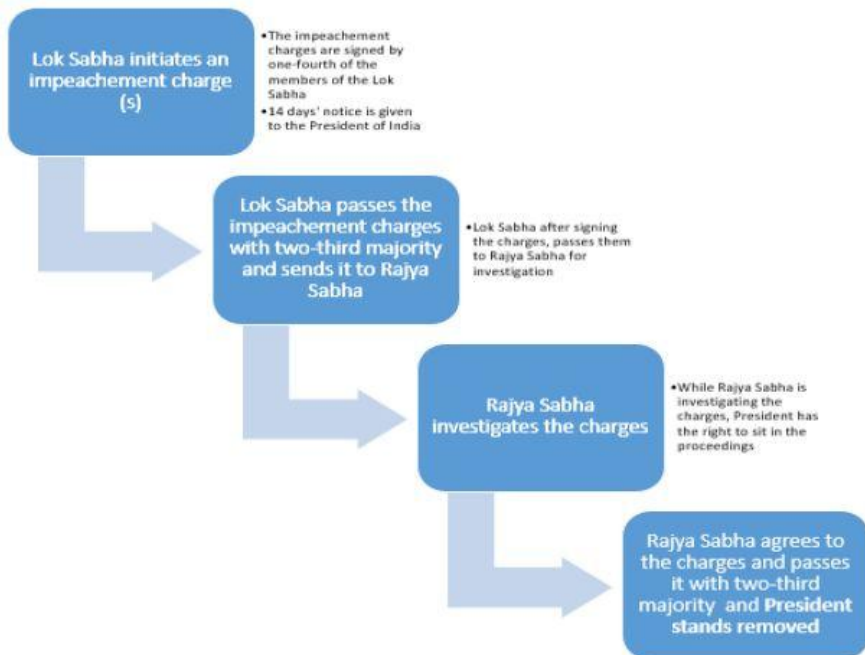 Lok Sabha initiates an
impeachement charge
(s)
•The impeachement
charges are signed by
one-fourth of the
members of the Lok
Sabha
•14 days' notice is given
to the President of India
Lok Sabha passes the
impeachement charges
with two-third majority
and sends it to Rajya
Sabha
•Lok Sabha after signing
the charges, passes them
to Rajya Sabha for
investigation
Rajya Sabha
investigates the charges
•While Rajya Sabha is
investigating the
charges, President has
the right to sit in the
proceedings
Rajya Sabha agrees to
the charges and passes
it with two-third
majority and President
stands removed